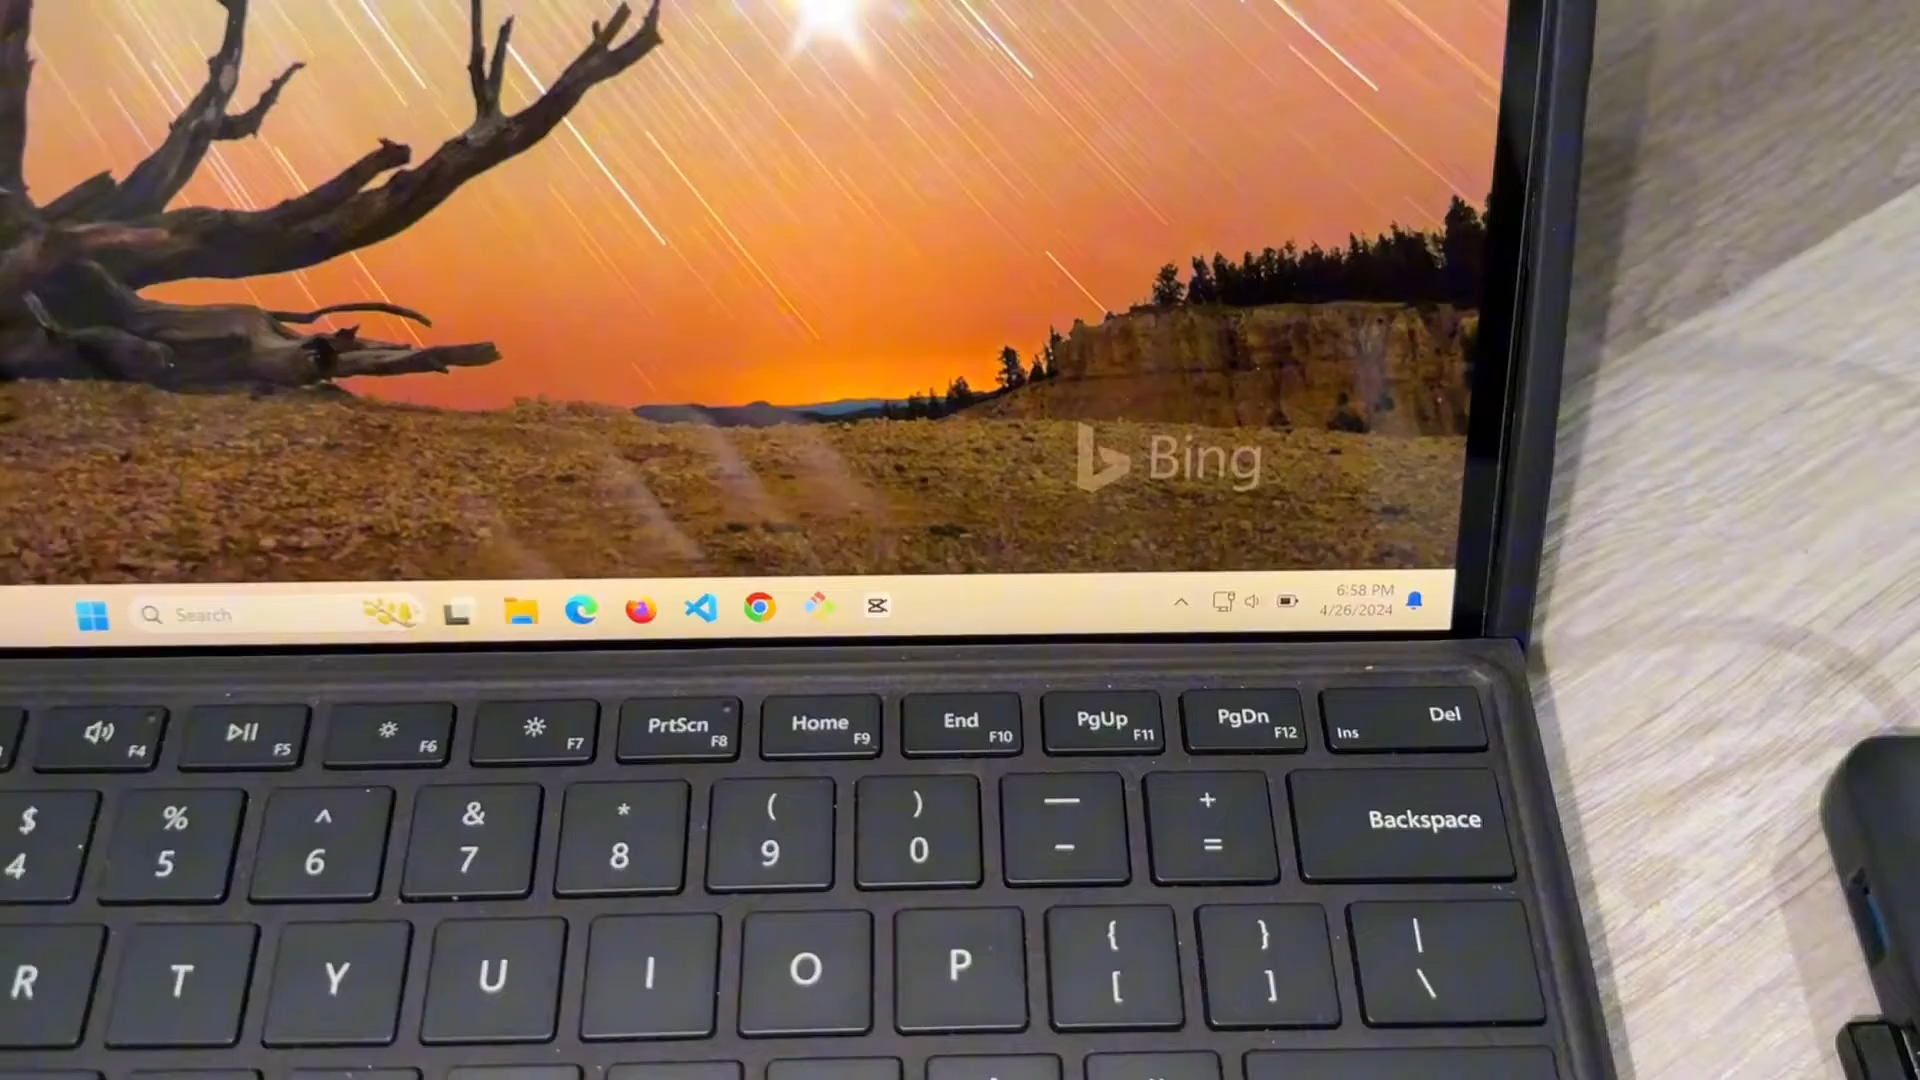 Bing
Search
6:58 PM
4/26/2024
F4 F5 F6 F7 PrtScn F8 Home F9 End F10 PgUp F11 PgDn F12 Ins Del
$ 4 % 5 ^ 6 & 7 * 8 ( 9 ) 0 — - + = Backspace
R T Y U I O P { [ } ] | \